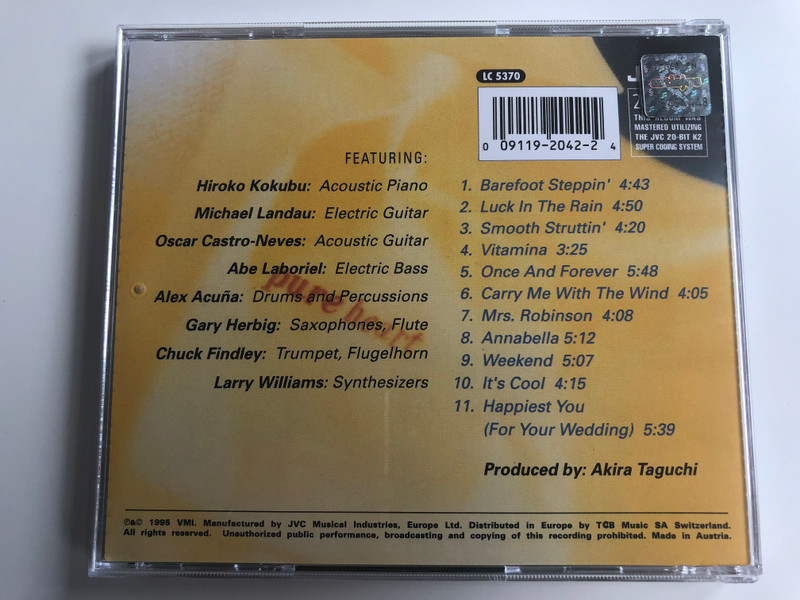 LC 5370
0 09119-2042-2 4
THIS ALBUM WAS
MASTERED UTILIZING
THE JVC 20-BIT K2
SUPER CODING SYSTEM
FEATURING:
Hiroko Kokubu: Acoustic Piano
Michael Landau: Electric Guitar
Oscar Castro-Neves: Acoustic Guitar
Abe Laboriel: Electric Bass
Alex Acuña: Drums and Percussions
Gary Herbig: Saxophones, Flute
Chuck Findley: Trumpet, Flugelhorn
Larry Williams: Synthesizers
pure heart
1. Barefoot Steppin' 4:43
2. Luck In The Rain 4:50
3. Smooth Struttin' 4:20
4. Vitamina 3:25
5. Once And Forever 5:48
6. Carry Me With The Wind 4:05
7. Mrs. Robinson 4:08
8. Annabella 5:12
9. Weekend 5:07
10. It's Cool 4:15
11. Happiest You
(For Your Wedding) 5:39
Produced by: Akira Taguchi
℗&© 1995 VMI. Manufactured by JVC Musical Industries, Europe Ltd. Distributed in Europe by TCB Music SA Switzerland.
All rights reserved. Unauthorized public performance, broadcasting and copying of this recording prohibited. Made in Austria.